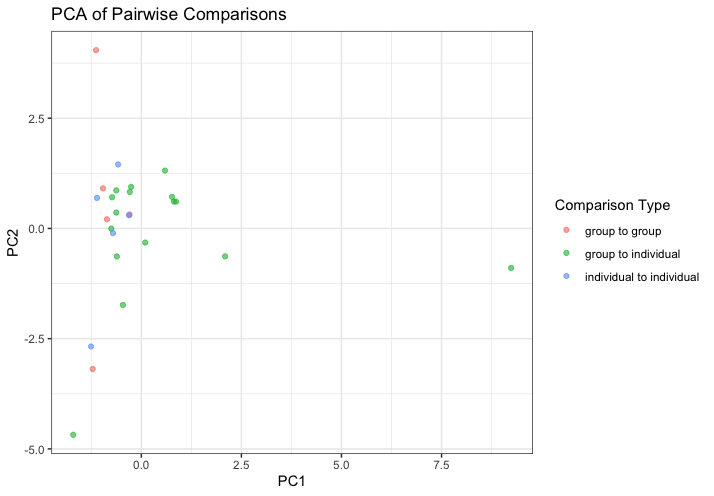 PCA of Pairwise Comparisons
2.5
0.0
-2.5
-5.0
PC2
0.0 2.5 5.0 7.5
PC1
Comparison Type
group to group
group to individual
individual to individual